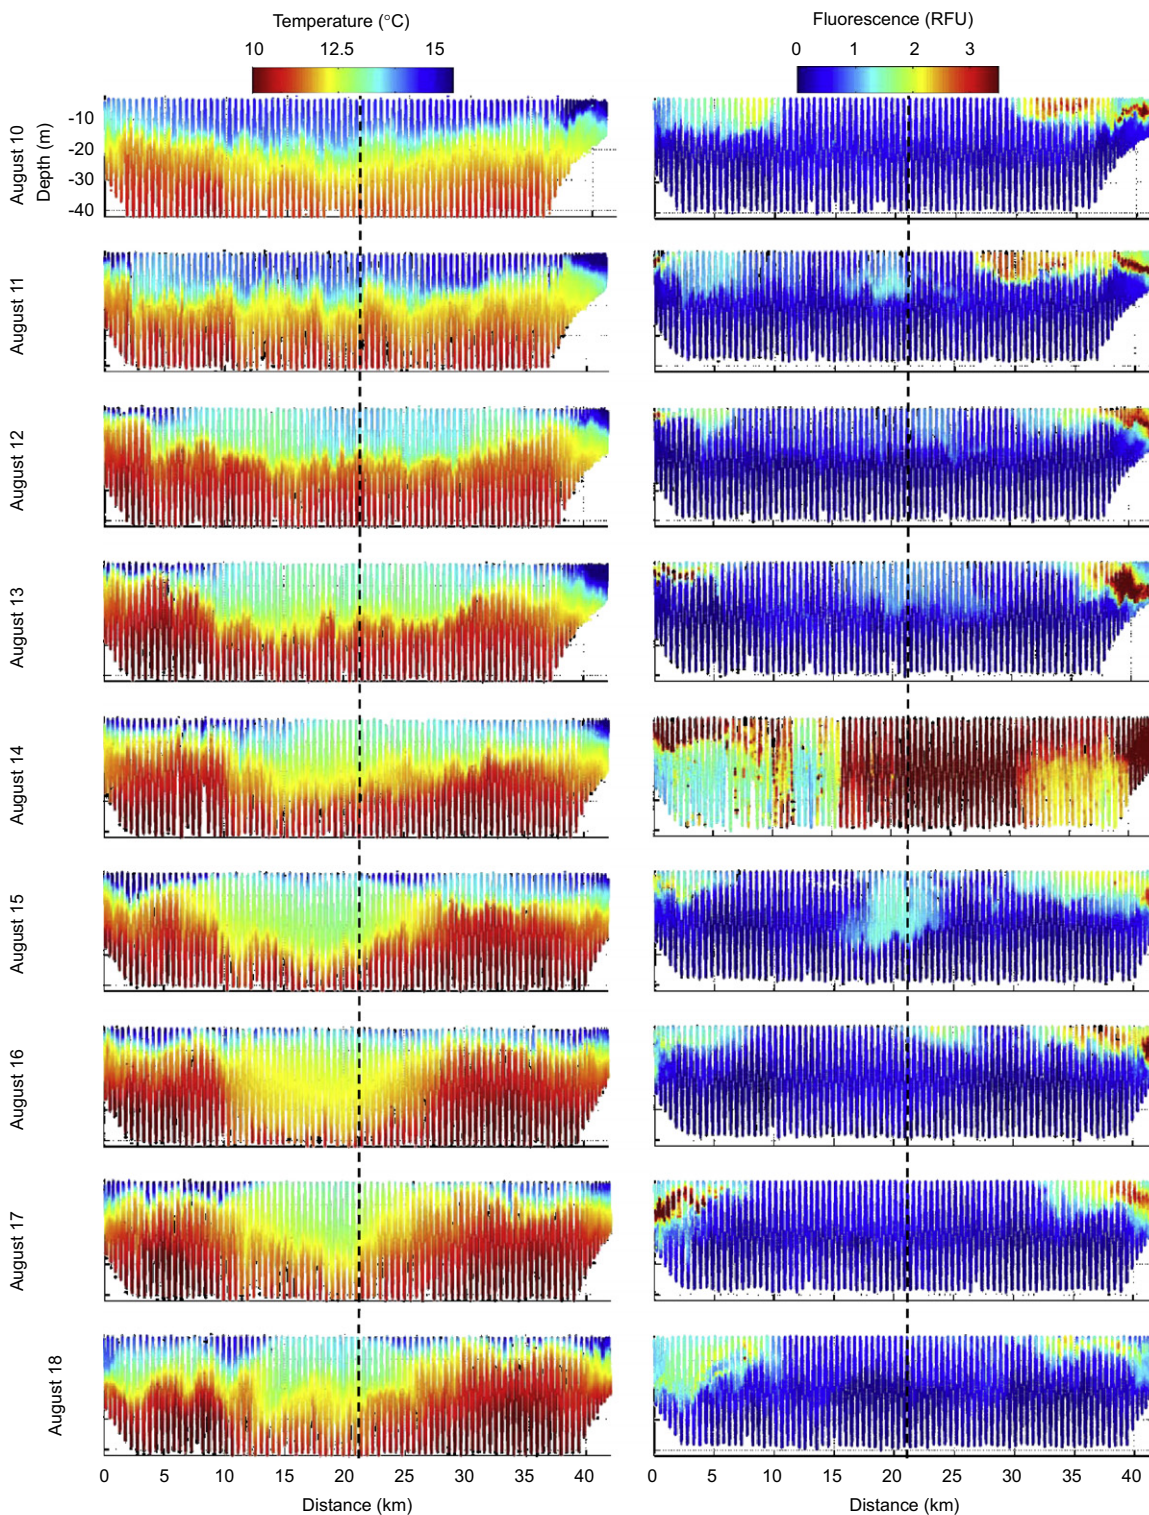 Temperature (°C)
10 12.5 15
Fluorescence (RFU)
0 1 2 3
August 10
Depth (m)
-10
-20
-30
-40
August 11
August 12
August 13
August 14
August 15
August 16
August 17
August 18
0 5 10 15 20 25 30 35 40
Distance (km)
0 5 10 15 20 25 30 35 40
Distance (km)